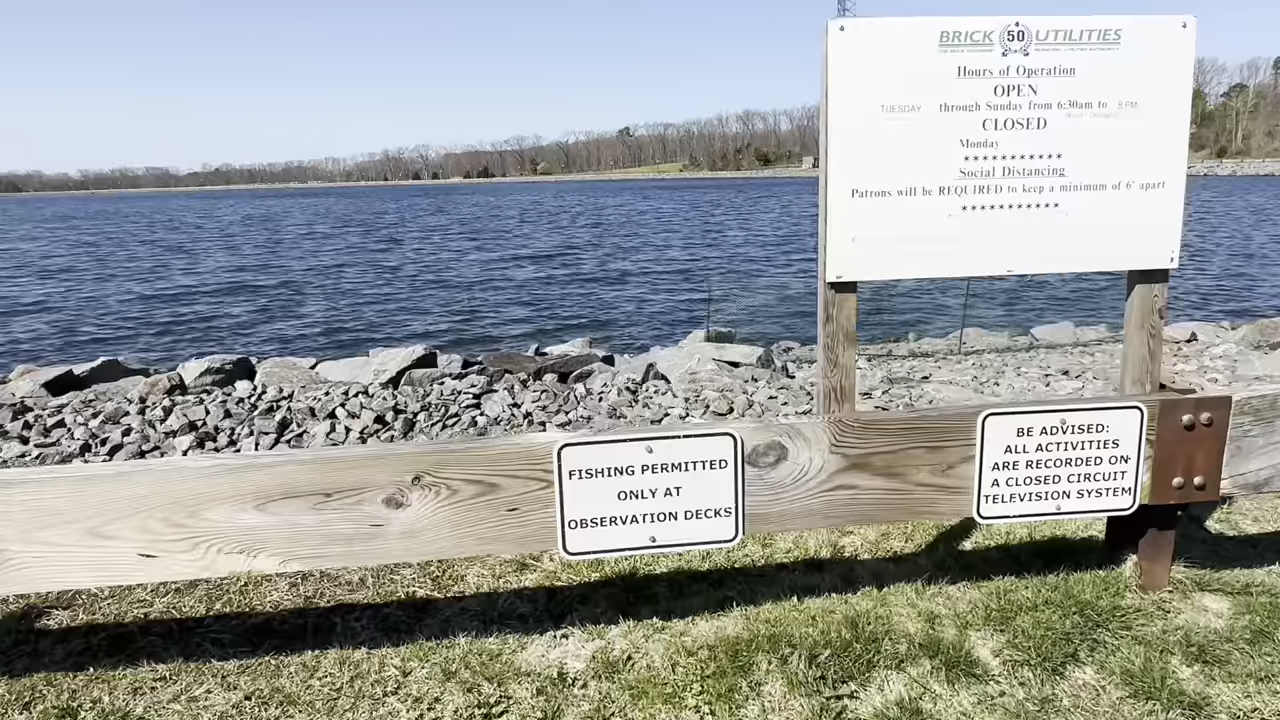 BRICK 50 UTILITIES
Hours of Operation
OPEN
TUESDAY through Sunday from 6:30am to 8 PM
CLOSED
Monday
**********
Social Distancing
Patrons will be REQUIRED to keep a minimum of 6' apart
***********
FISHING PERMITTED
ONLY AT
OBSERVATION DECKS
BE ADVISED:
ALL ACTIVITIES
ARE RECORDED ON
A CLOSED CIRCUIT
TELEVISION SYSTEM